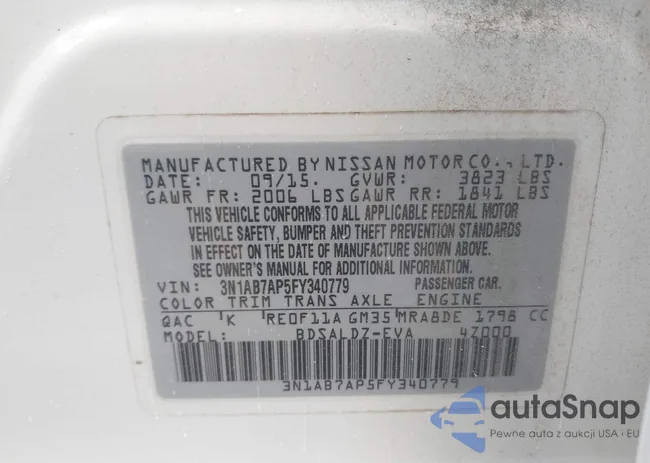 MANUFACTURED BY NISSAN MOTOR CO., LTD.
DATE: 09/15. GVWR: 3823 LBS
GAWR FR: 2006 LBS GAWR RR: 1841 LBS
THIS VEHICLE CONFORMS TO ALL APPLICABLE FEDERAL MOTOR
VEHICLE SAFETY, BUMPER AND THEFT PREVENTION STANDARDS
IN EFFECT ON THE DATE OF MANUFACTURE SHOWN ABOVE.
SEE OWNER'S MANUAL FOR ADDITIONAL INFORMATION
VIN: 3N1AB7AP5FY340779 PASSENGER CAR.
COLOR TRIM TRANS AXLE ENGINE
QAC K RE0F11A GM35 MRA8DE 1798 CC
MODEL: BDSALDZ-EVA 4Z000
3N1AB7AP5FY340779
autaSnap
Pewne auta z aukcji USA i EU